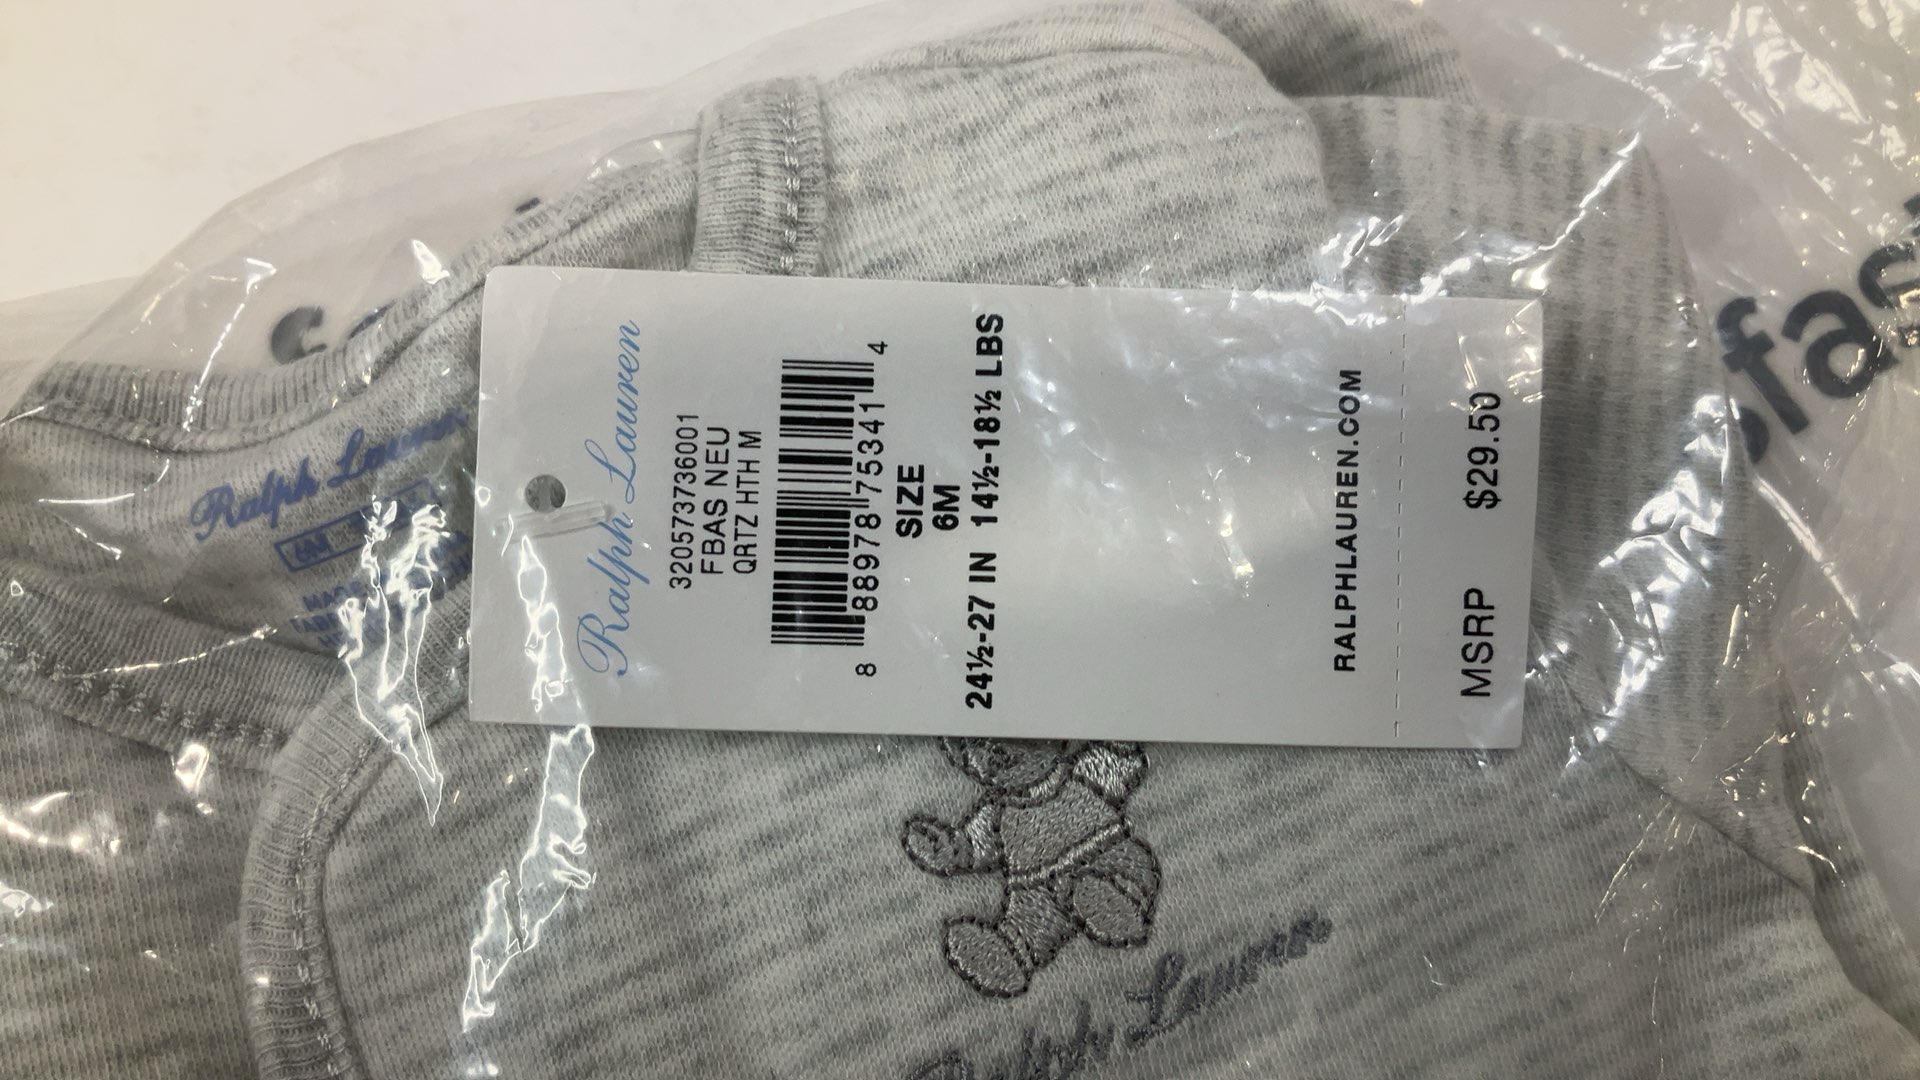 Ralph Lauren
320573736001
FBAS NEU
QRTZ HTH M
8 88978 75341 4
SIZE
6M
24½-27 IN 14½-18½ LBS
RALPHLAUREN.COM
MSRP $29.50
Ralph Lauren
6M
Ralph Lauren